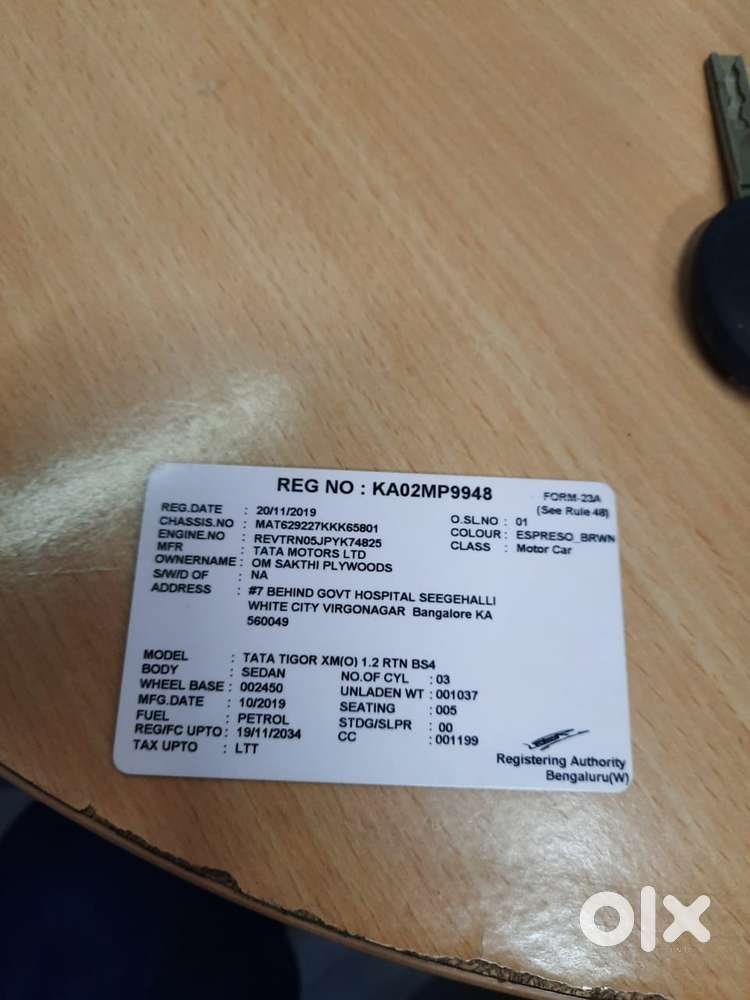 REG NO : KA02MP9948
FORM-23A
(See Rule 48)
REG.DATE : 20/11/2019
O.SL.NO : 01
CHASSIS.NO : MAT629227KKK65801
COLOUR : ESPRESO_BRWN
ENGINE.NO : REVTRN05JPYK74825
CLASS : Motor Car
MFR : TATA MOTORS LTD
OWNERNAME : OM SAKTHI PLYWOODS
S/W/D OF : NA
ADDRESS : #7 BEHIND GOVT HOSPITAL SEEGEHALLI
WHITE CITY VIRGONAGAR Bangalore KA
560049
MODEL : TATA TIGOR XM(O) 1.2 RTN BS4
BODY : SEDAN NO.OF CYL : 03
WHEEL BASE : 002450 UNLADEN WT : 001037
MFG.DATE : 10/2019 SEATING : 005
FUEL : PETROL STDG/SLPR : 00
REG/FC UPTO : 19/11/2034 CC : 001199
TAX UPTO : LTT
Registering Authority
Bengaluru(W)
olx